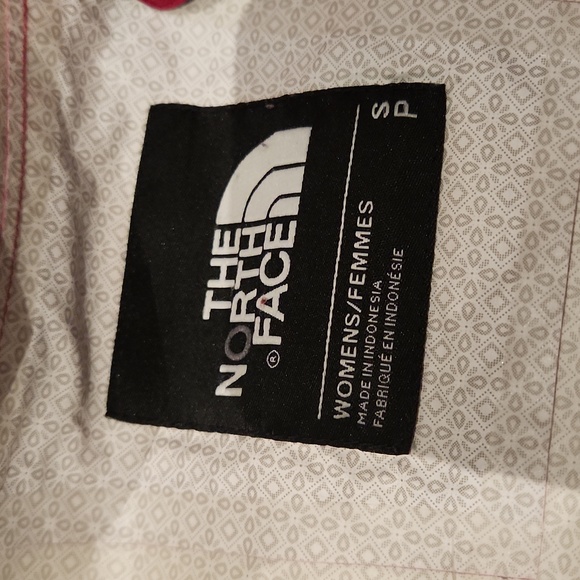 THE
NORTH
FACE®
WOMENS/FEMMES
MADE IN INDONESIA
FABRIQUÉ EN INDONÉSIE
S
P